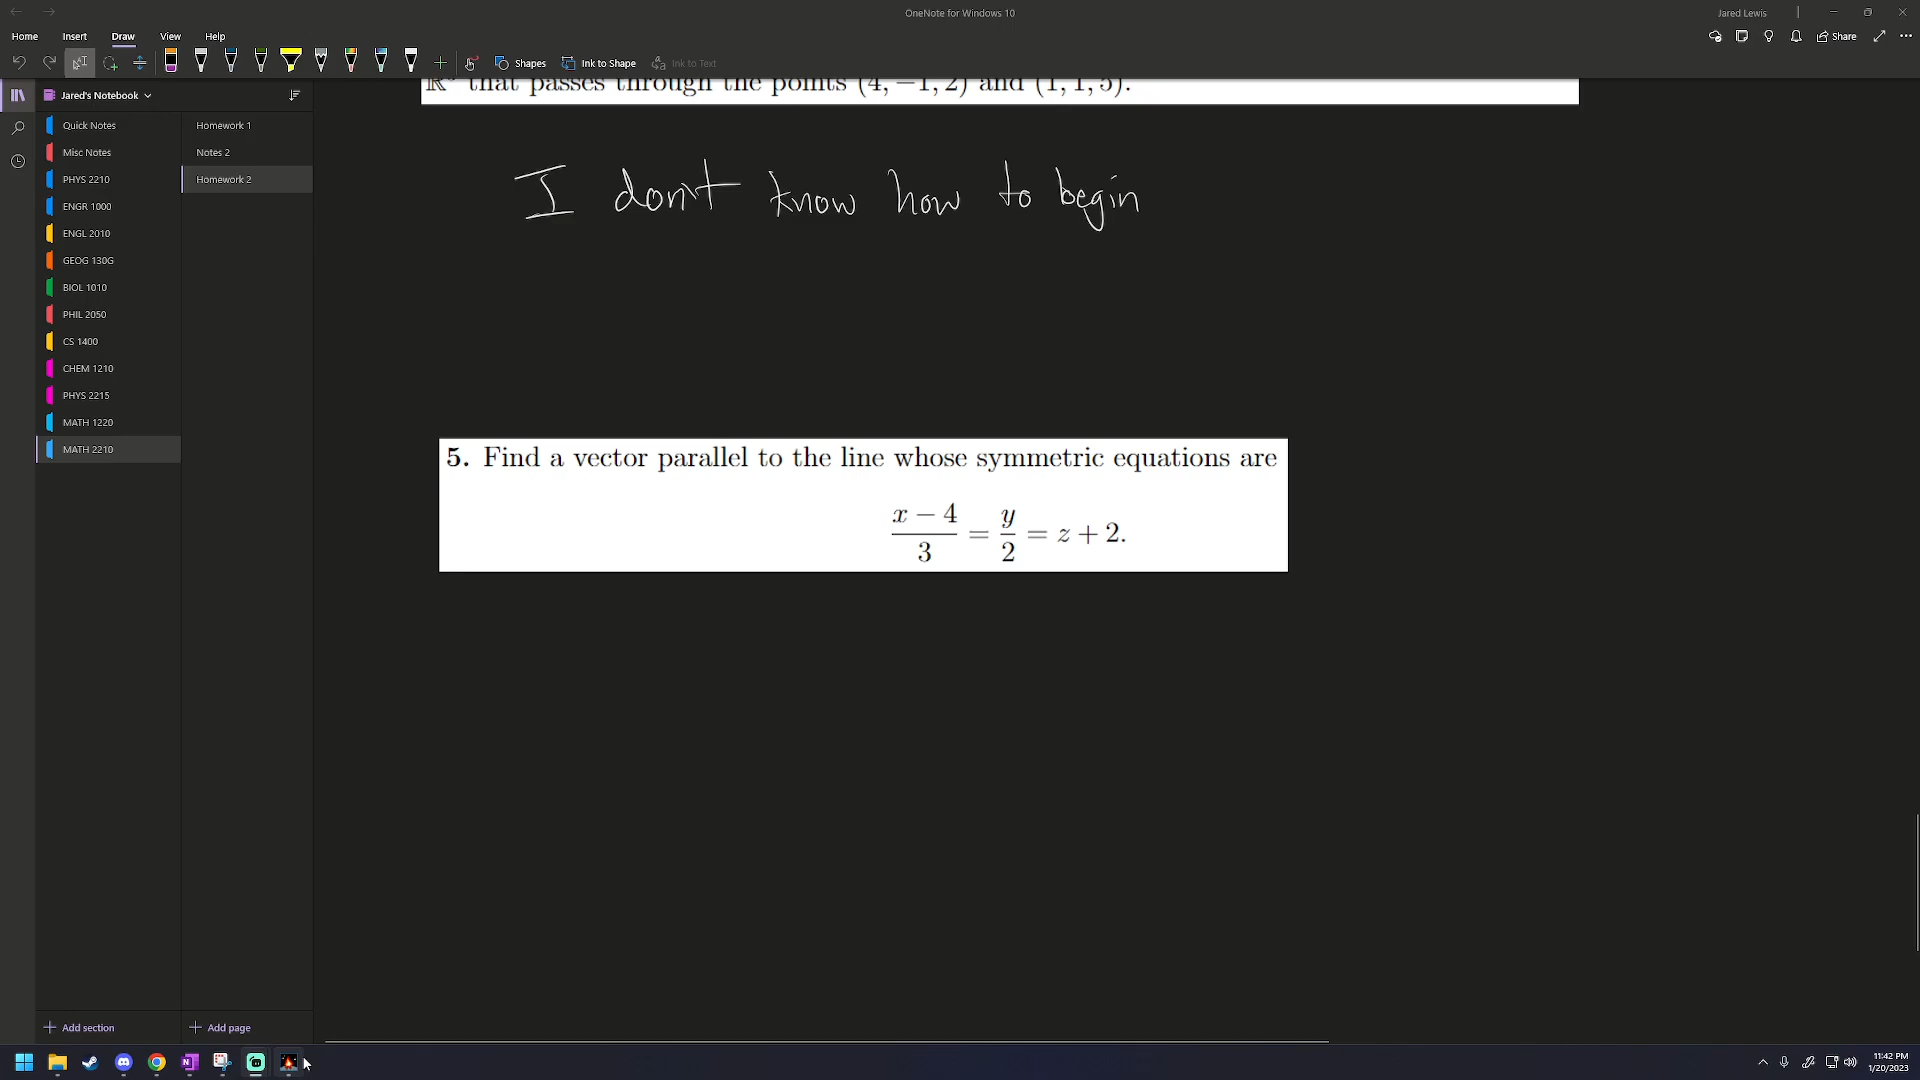 OneNote for Windows 10
Jared Lewis
Home Insert Draw View Help
Share
Shapes Ink to Shape Ink to Text
Jared's Notebook
Quick Notes
Misc Notes
PHYS 2210
ENGR 1000
ENGL 2010
GEOG 130G
BIOL 1010
PHIL 2050
CS 1400
CHEM 1210
PHYS 2215
MATH 1220
MATH 2210
Homework 1
Notes 2
Homework 2
that passes through the points (4, −1, 2) and (1, 1, 5).
I don't know how to begin
5. Find a vector parallel to the line whose symmetric equations are
x − 4 / 3 = y / 2 = z + 2.
Add section
Add page
11:42 PM
1/20/2023